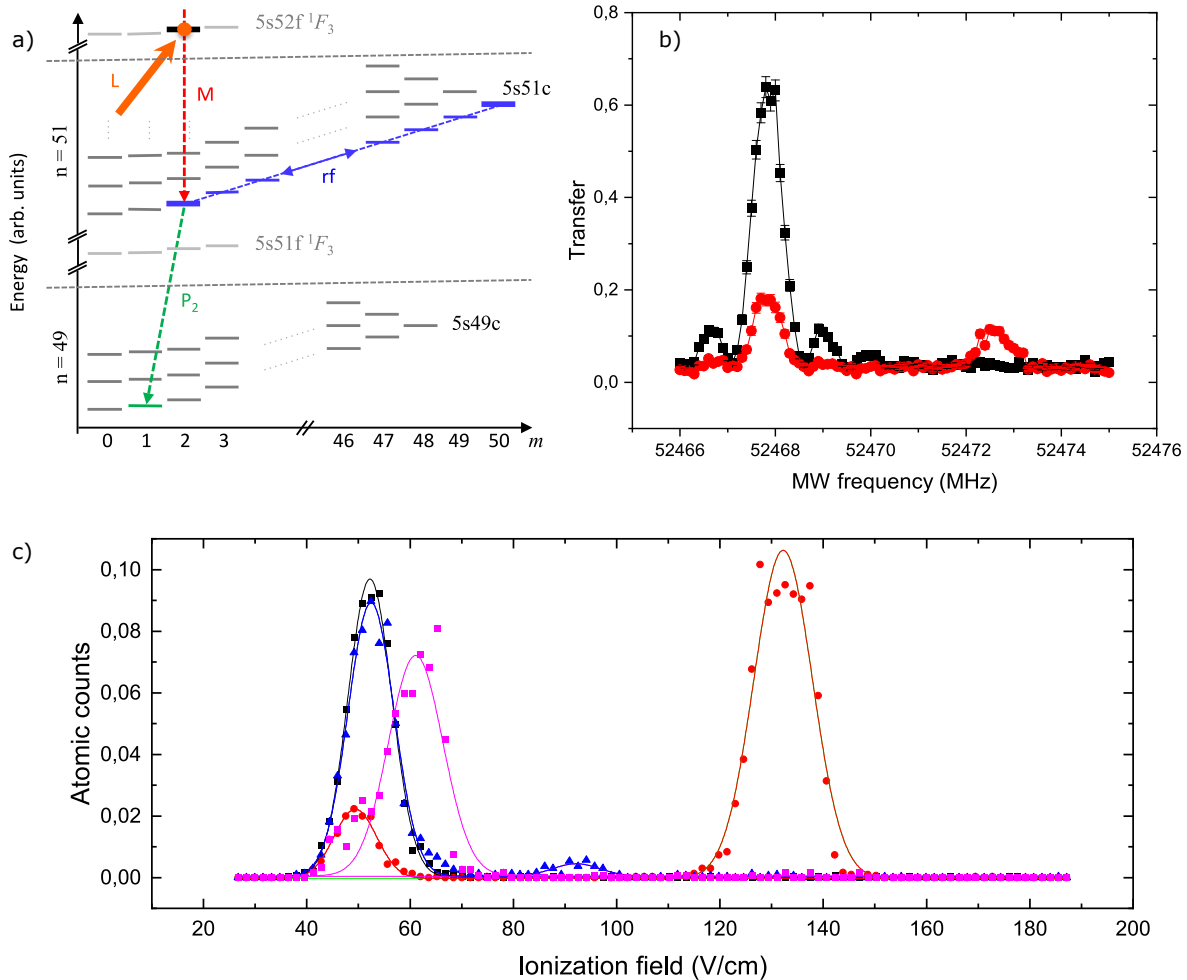 a)
5s52f ¹F₃
L
M
n = 51
5s51c
rf
Energy (arb. units)
5s51f ¹F₃
P₂
5s49c
n = 49
0 1 2 3 46 47 48 49 50 m
b)
0,8
0,6
0,4
0,2
0,0
Transfer
52466 52468 52470 52472 52474 52476
MW frequency (MHz)
c)
0,10
0,08
0,06
0,04
0,02
0,00
Atomic counts
20 40 60 80 100 120 140 160 180 200
Ionization field (V/cm)